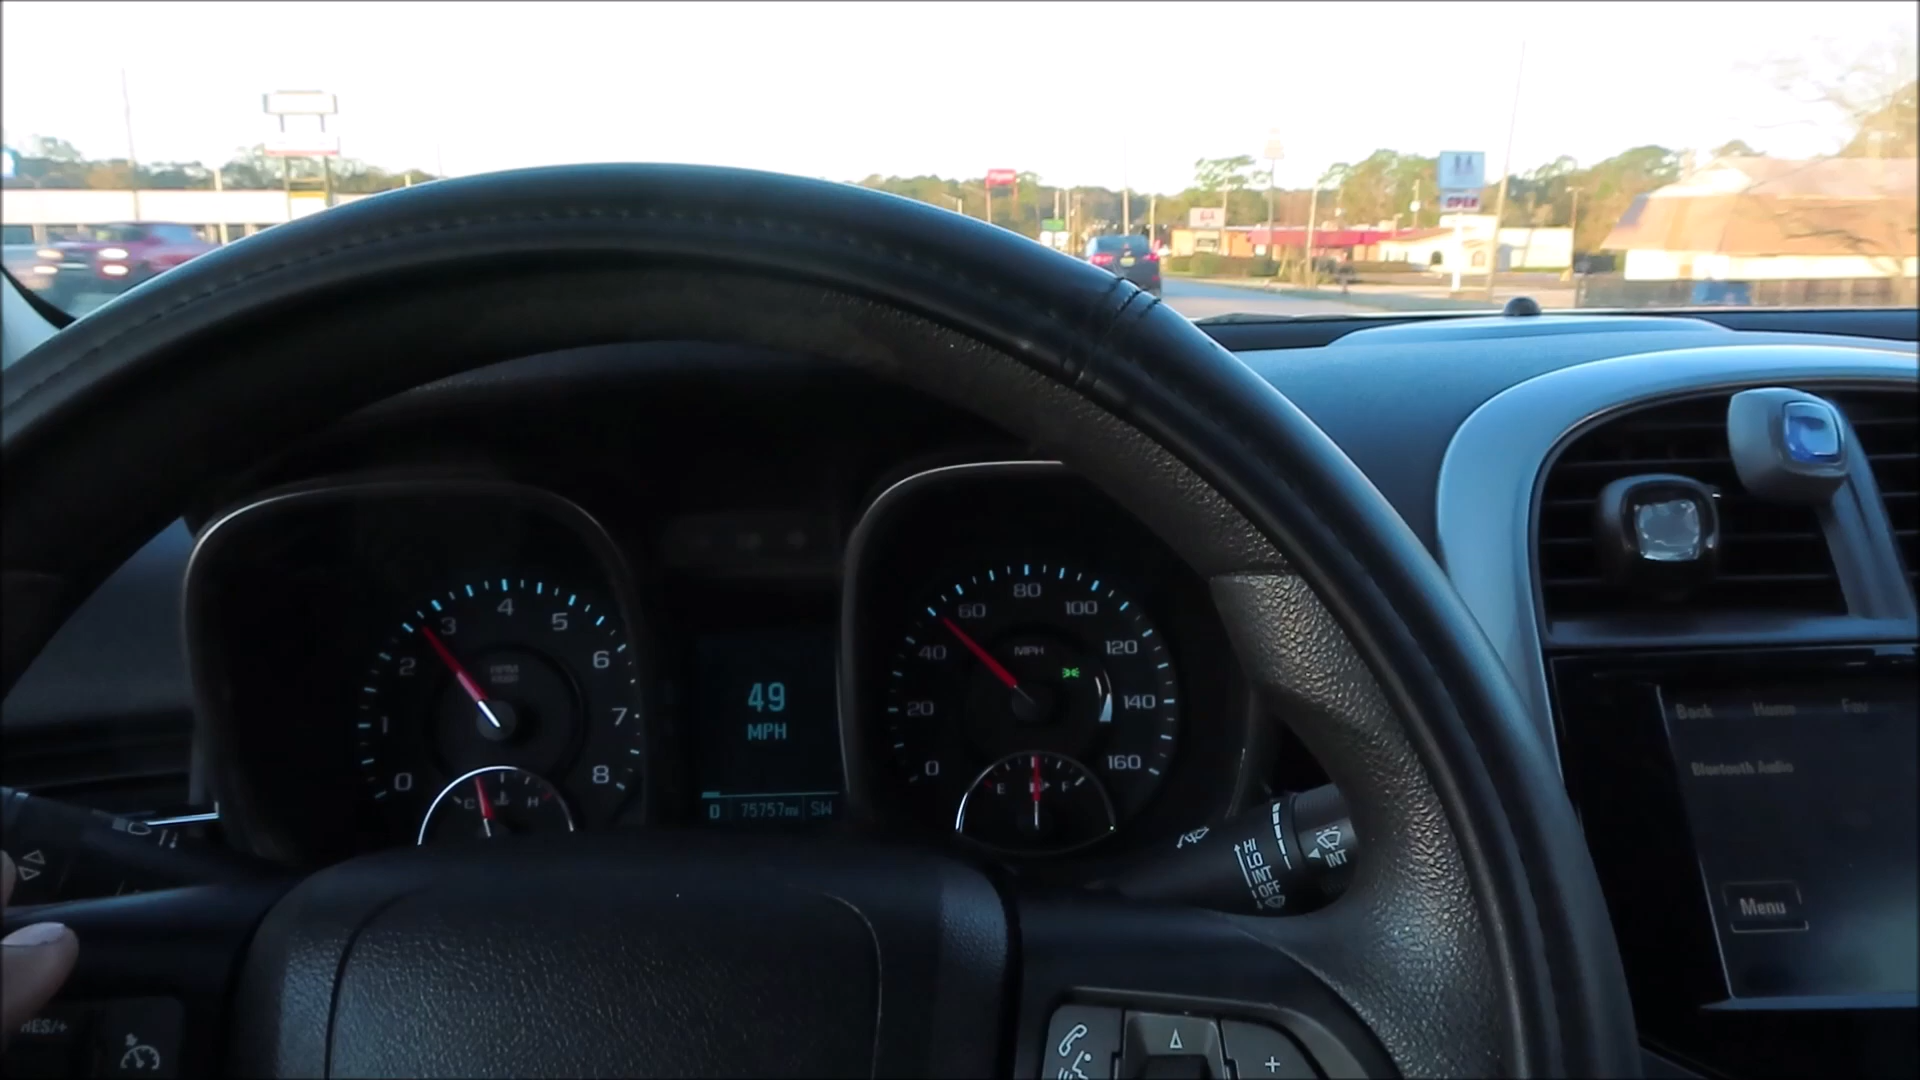 OPEN
4
3
5
2
6
RPM
1
7
0
8
C
H
49
MPH
D 75757mi SW
80
60
100
40
MPH
120
20
140
0
160
E
F
HI
LO
INT
OFF
INT
Back Home Fav
Bluetooth Audio
Menu
RES/+
+